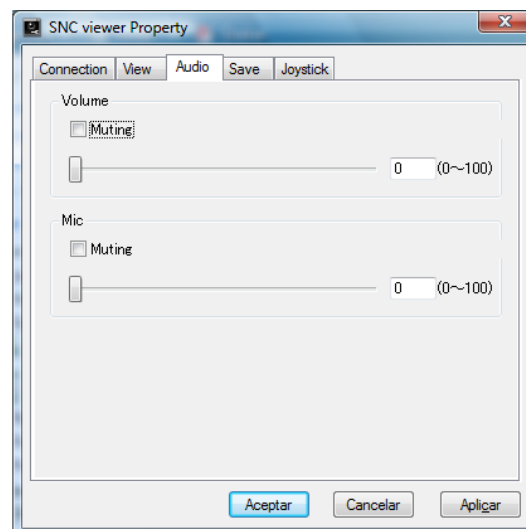 SNC viewer Property
Connection View Audio Save Joystick
Volume
Muting
0 (0～100)
Mic
Muting
0 (0～100)
Aceptar Cancelar Aplicar